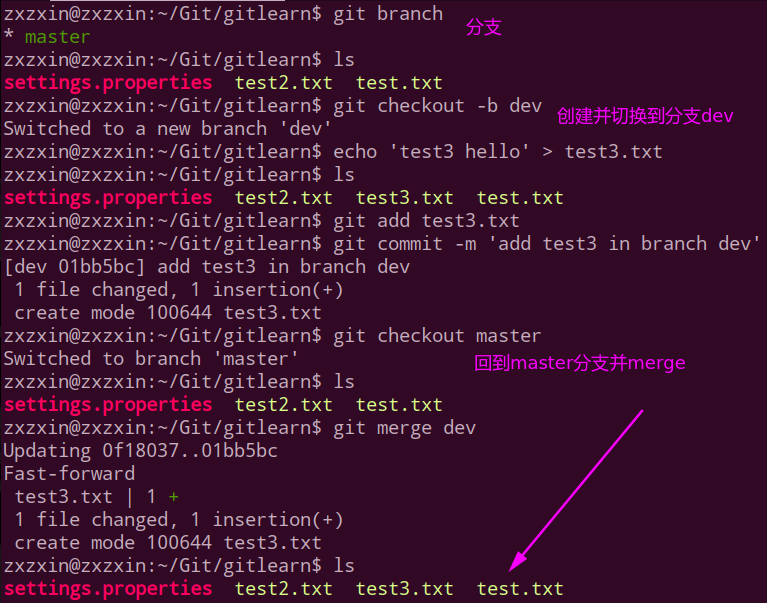 zxzxin@zxzxin:~/Git/gitlearn$ git branch
分支
* master
zxzxin@zxzxin:~/Git/gitlearn$ ls
settings.properties  test2.txt  test.txt
zxzxin@zxzxin:~/Git/gitlearn$ git checkout -b dev
创建并切换到分支dev
Switched to a new branch 'dev'
zxzxin@zxzxin:~/Git/gitlearn$ echo 'test3 hello' > test3.txt
zxzxin@zxzxin:~/Git/gitlearn$ ls
settings.properties  test2.txt  test3.txt  test.txt
zxzxin@zxzxin:~/Git/gitlearn$ git add test3.txt
zxzxin@zxzxin:~/Git/gitlearn$ git commit -m 'add test3 in branch dev'
[dev 01bb5bc] add test3 in branch dev
 1 file changed, 1 insertion(+)
 create mode 100644 test3.txt
zxzxin@zxzxin:~/Git/gitlearn$ git checkout master
Switched to branch 'master'
回到master分支并merge
zxzxin@zxzxin:~/Git/gitlearn$ ls
settings.properties  test2.txt  test.txt
zxzxin@zxzxin:~/Git/gitlearn$ git merge dev
Updating 0f18037..01bb5bc
Fast-forward
 test3.txt | 1 +
 1 file changed, 1 insertion(+)
 create mode 100644 test3.txt
zxzxin@zxzxin:~/Git/gitlearn$ ls
settings.properties  test2.txt  test3.txt  test.txt